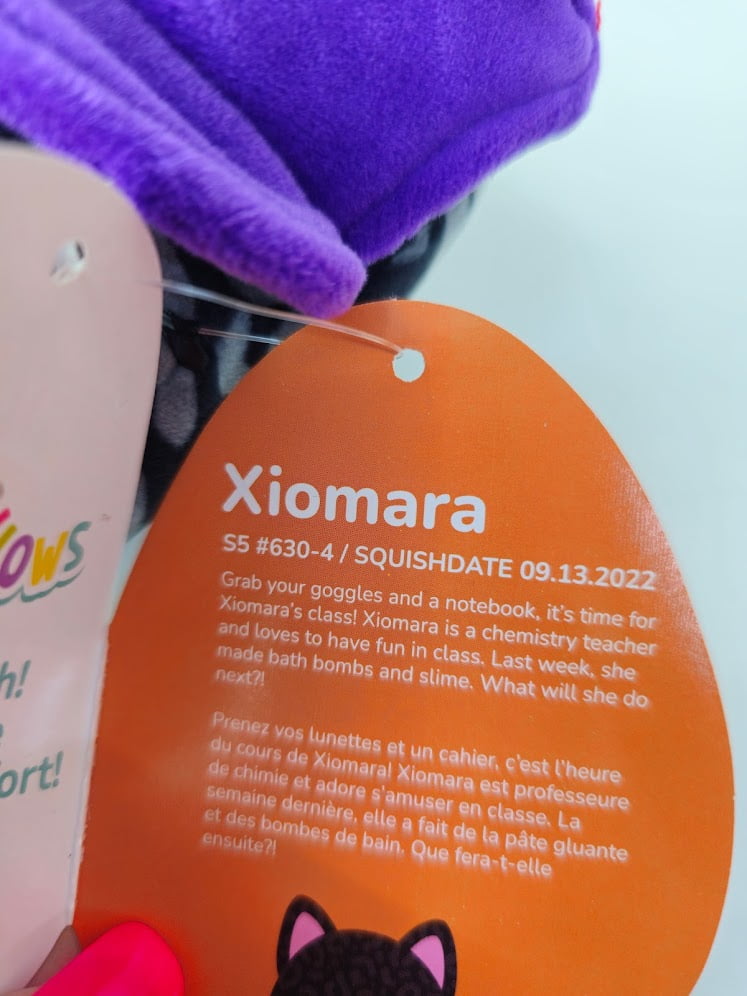 Xiomara
S5 #630-4 / SQUISHDATE 09.13.2022
Grab your goggles and a notebook, it's time for
Xiomara's class! Xiomara is a chemistry teacher
and loves to have fun in class. Last week, she
made bath bombs and slime. What will she do
next?!
Prenez vos lunettes et un cahier, c'est l'heure
du cours de Xiomara! Xiomara est professeure
de chimie et adore s'amuser en classe. La
semaine dernière, elle a fait de la pâte gluante
et des bombes de bain. Que fera-t-elle
ensuite?!